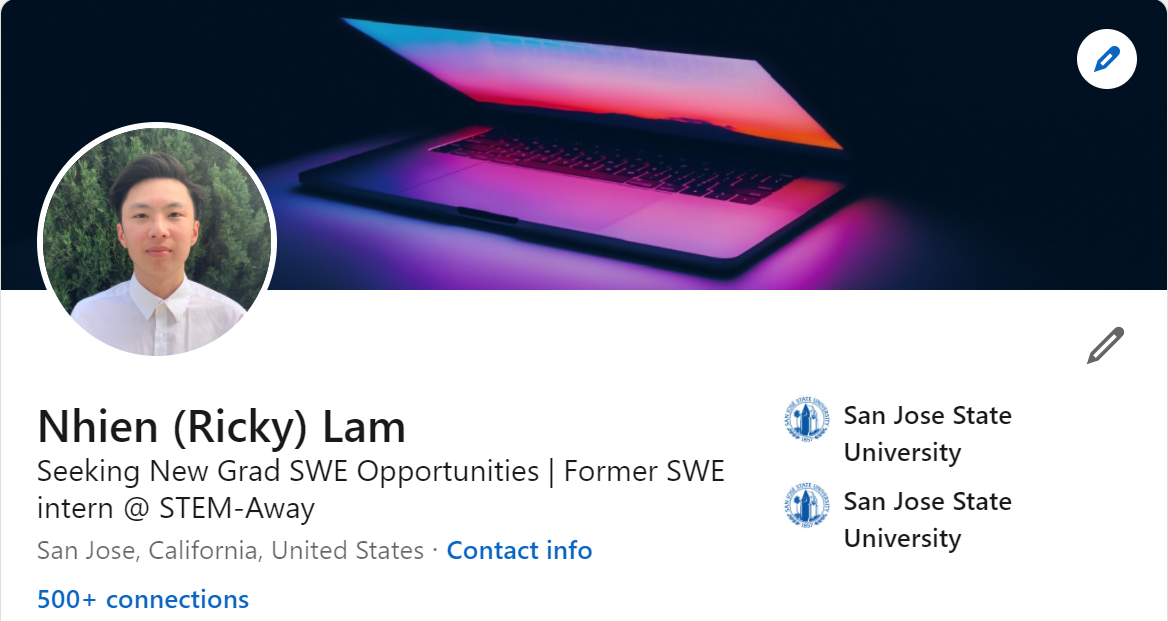 Nhien (Ricky) Lam
Seeking New Grad SWE Opportunities | Former SWE
intern @ STEM-Away
San Jose, California, United States · Contact info
500+ connections
San Jose State
University
San Jose State
University